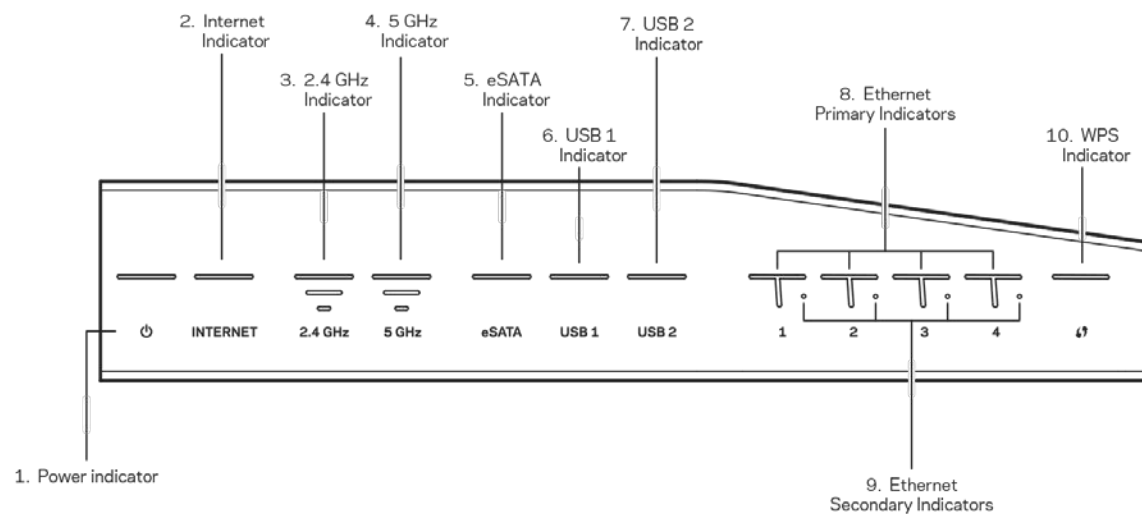 2. Internet
Indicator
4. 5 GHz
Indicator
7. USB 2
Indicator
3. 2.4 GHz
Indicator
5. eSATA
Indicator
8. Ethernet
Primary Indicators
6. USB 1
Indicator
10. WPS
Indicator
INTERNET
2.4 GHz
5 GHz
eSATA
USB 1
USB 2
1
2
3
4
1. Power indicator
9. Ethernet
Secondary Indicators